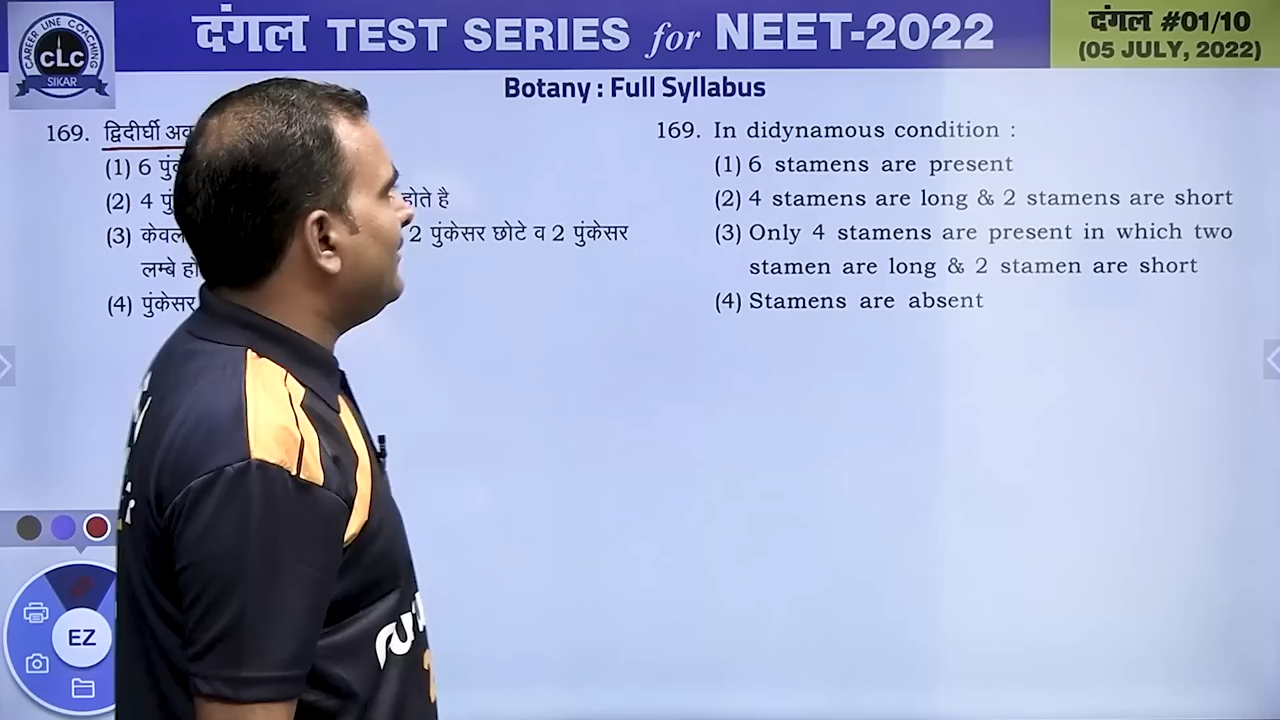 CAREER LINE COACHING
CLC
SIKAR
दंगल TEST SERIES for NEET-2022
दंगल #01/10
(05 JULY, 2022)
Botany : Full Syllabus
169. द्विदीर्घी
(1) 6
(2) 4 होते है
(3) 2 पुंकेसर छोटे व 2 पुंकेसर
लम्बे
(4) पुंकेसर
169. In didynamous condition :
(1) 6 stamens are present
(2) 4 stamens are long & 2 stamens are short
(3) Only 4 stamens are present in which two
stamen are long & 2 stamen are short
(4) Stamens are absent
EZ